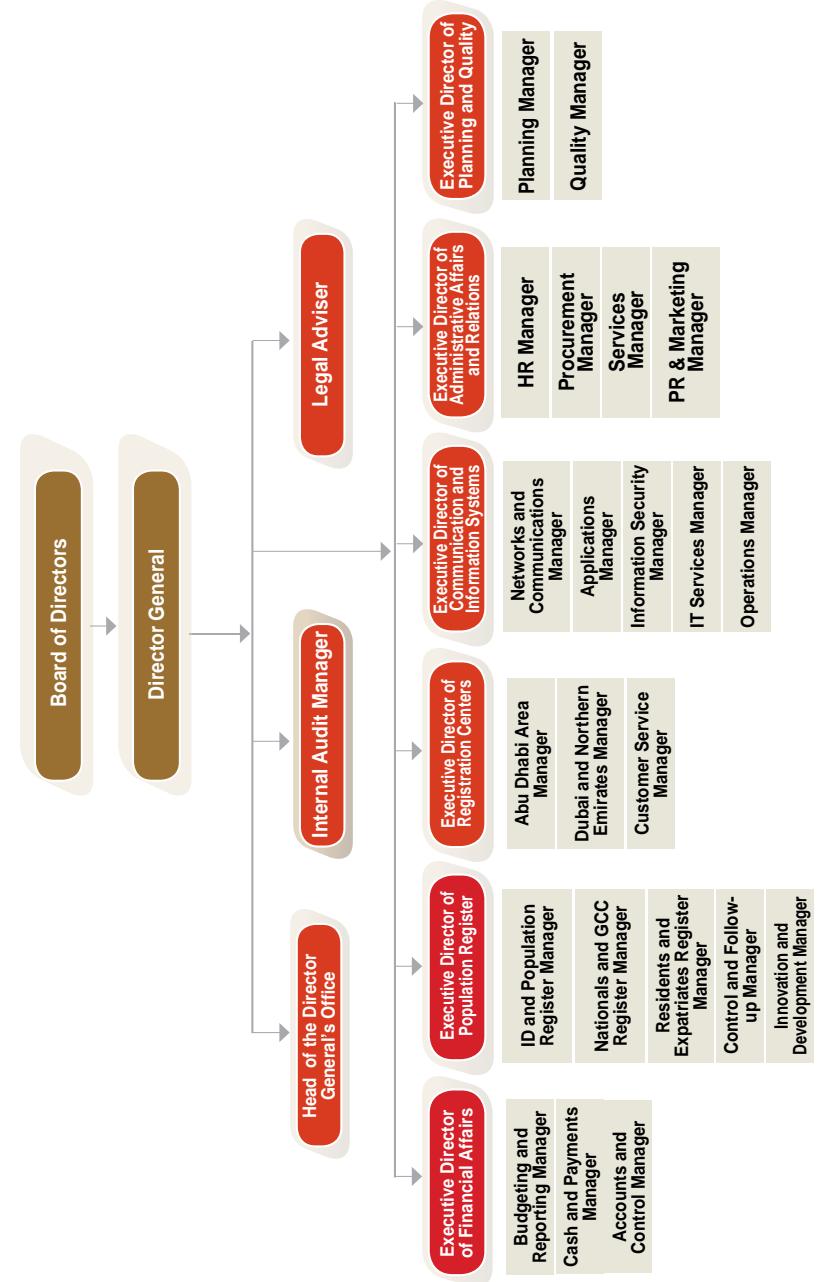 Board of Directors
Director General
Head of the Director
General's Office
Internal Audit Manager
Legal Adviser
Executive Director
of Financial Affairs
Budgeting and
Reporting Manager
Cash and Payments
Manager
Accounts and
Control Manager
Executive Director of
Population Register
ID and Population
Register Manager
Nationals and GCC
Register Manager
Residents and
Expatriates Register
Manager
Control and Follow-
up Manager
Innovation and
Development Manager
Executive Director of
Registration Centers
Abu Dhabi Area
Manager
Dubai and Northern
Emirates Manager
Customer Service
Manager
Executive Director of
Communication and
Information Systems
Networks and
Communications
Manager
Applications
Manager
Information Security
Manager
IT Services Manager
Operations Manager
Executive Director of
Administrative Affairs
and Relations
HR Manager
Procurement
Manager
Services
Manager
PR & Marketing
Manager
Executive Director of
Planning and Quality
Planning Manager
Quality Manager